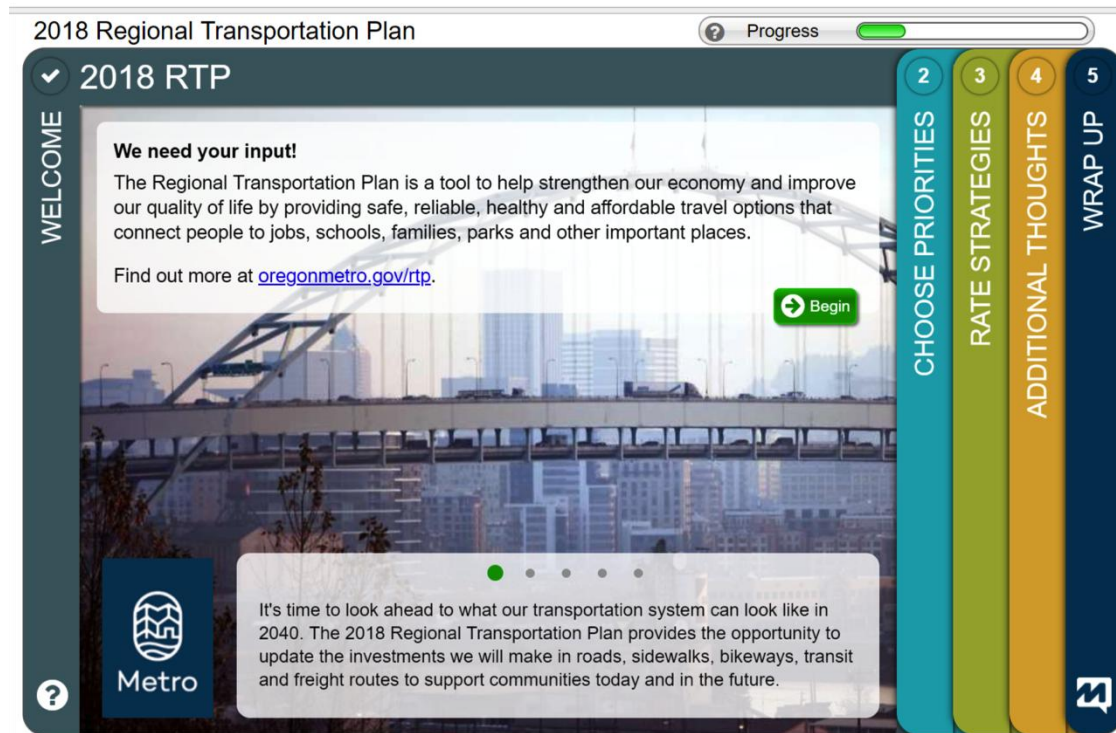 2018 Regional Transportation Plan
? Progress
2018 RTP
WELCOME
We need your input!
The Regional Transportation Plan is a tool to help strengthen our economy and improve
our quality of life by providing safe, reliable, healthy and affordable travel options that
connect people to jobs, schools, families, parks and other important places.
Find out more at oregonmetro.gov/rtp.
Begin
It's time to look ahead to what our transportation system can look like in
2040. The 2018 Regional Transportation Plan provides the opportunity to
update the investments we will make in roads, sidewalks, bikeways, transit
and freight routes to support communities today and in the future.
Metro
?
2
CHOOSE PRIORITIES
3
RATE STRATEGIES
4
ADDITIONAL THOUGHTS
5
WRAP UP